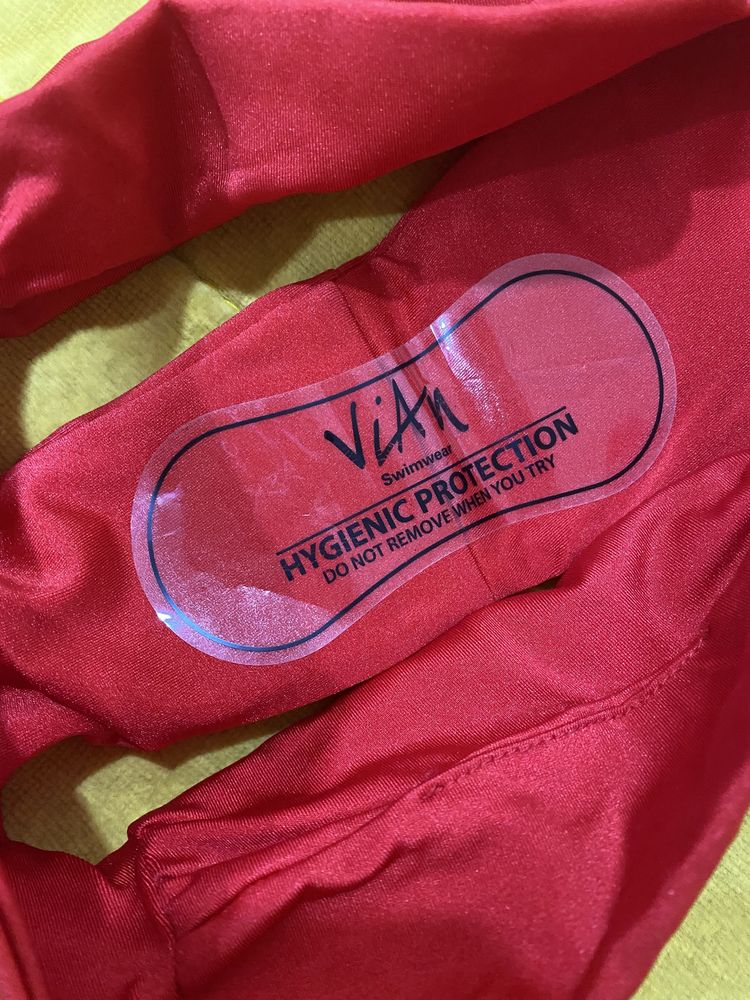 ViAn
Swimwear
HYGIENIC PROTECTION
DO NOT REMOVE WHEN YOU TRY